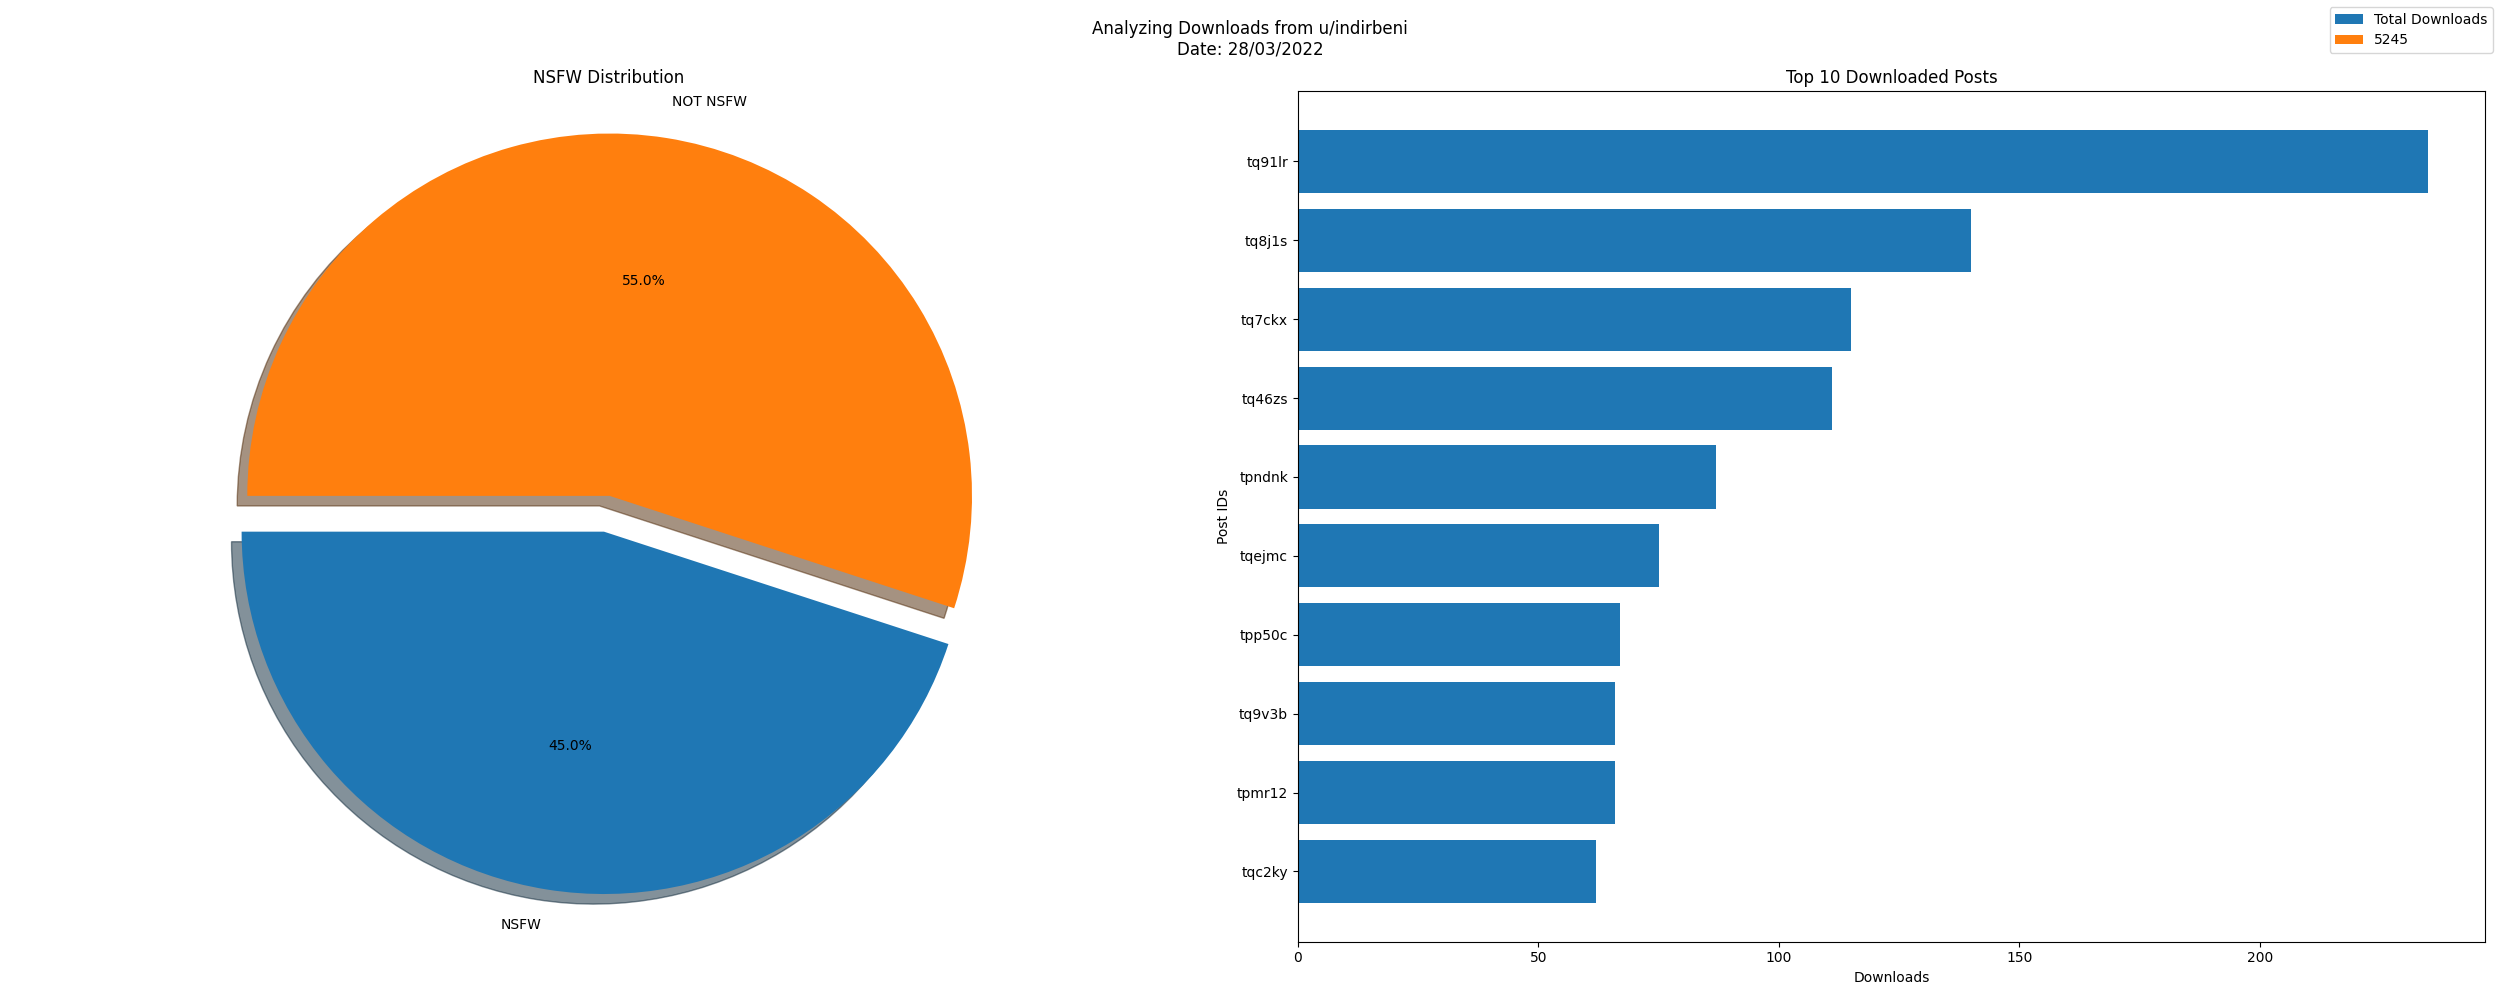 Analyzing Downloads from u/indirbeni
Date: 28/03/2022
Total Downloads
5245
NSFW Distribution
NOT NSFW
55.0%
45.0%
NSFW
Top 10 Downloaded Posts
Post IDs
tq91lr
tq8j1s
tq7ckx
tq46zs
tpndnk
tqejmc
tpp50c
tq9v3b
tpmr12
tqc2ky
0 50 100 150 200
Downloads